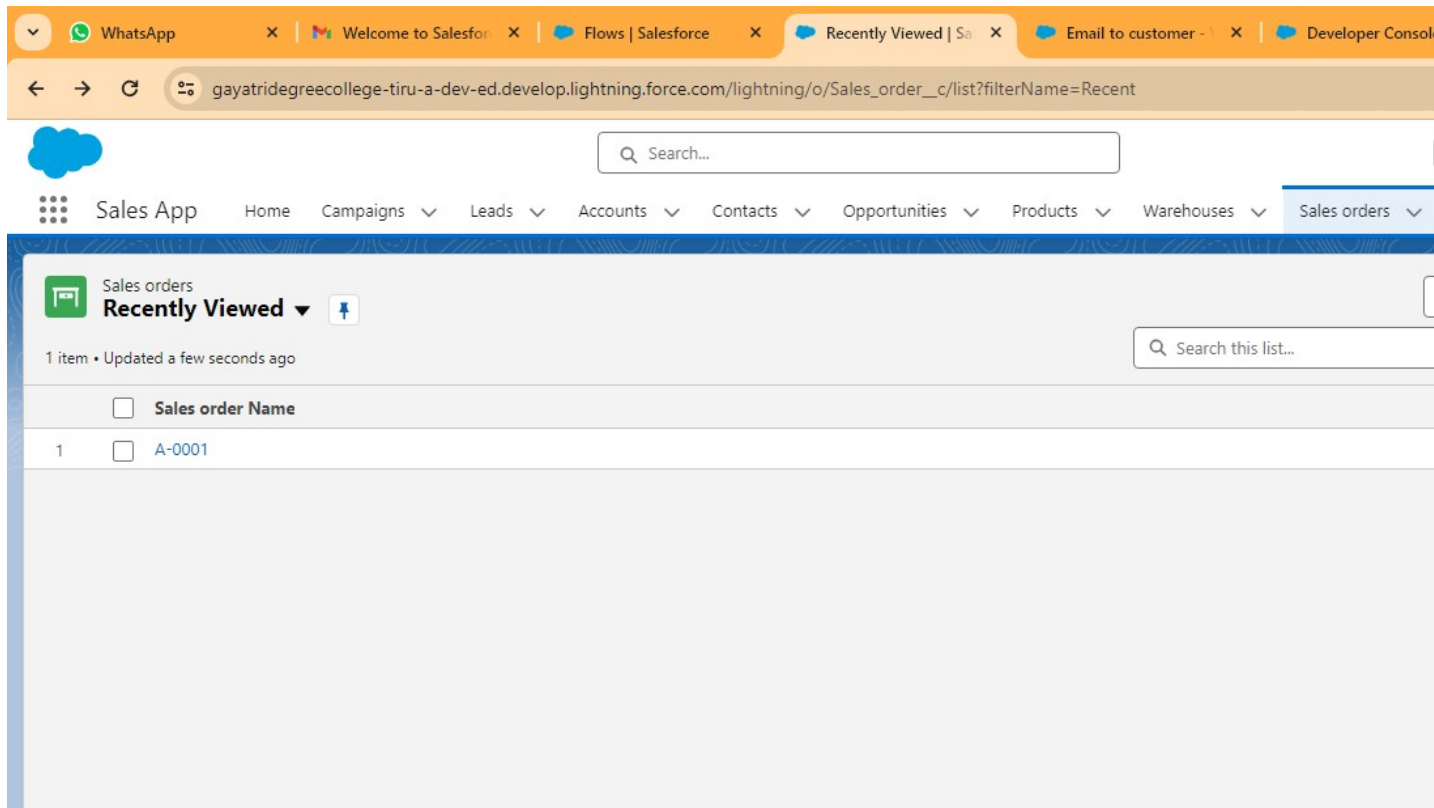 WhatsApp Welcome to Salesfor Flows | Salesforce Recently Viewed | Sa Email to customer - Developer Consol
gayatridegreecollege-tiru-a-dev-ed.develop.lightning.force.com/lightning/o/Sales_order__c/list?filterName=Recent
Search...
Sales App Home Campaigns Leads Accounts Contacts Opportunities Products Warehouses Sales orders
Sales orders
Recently Viewed
1 item • Updated a few seconds ago
Search this list...
Sales order Name
1 A-0001